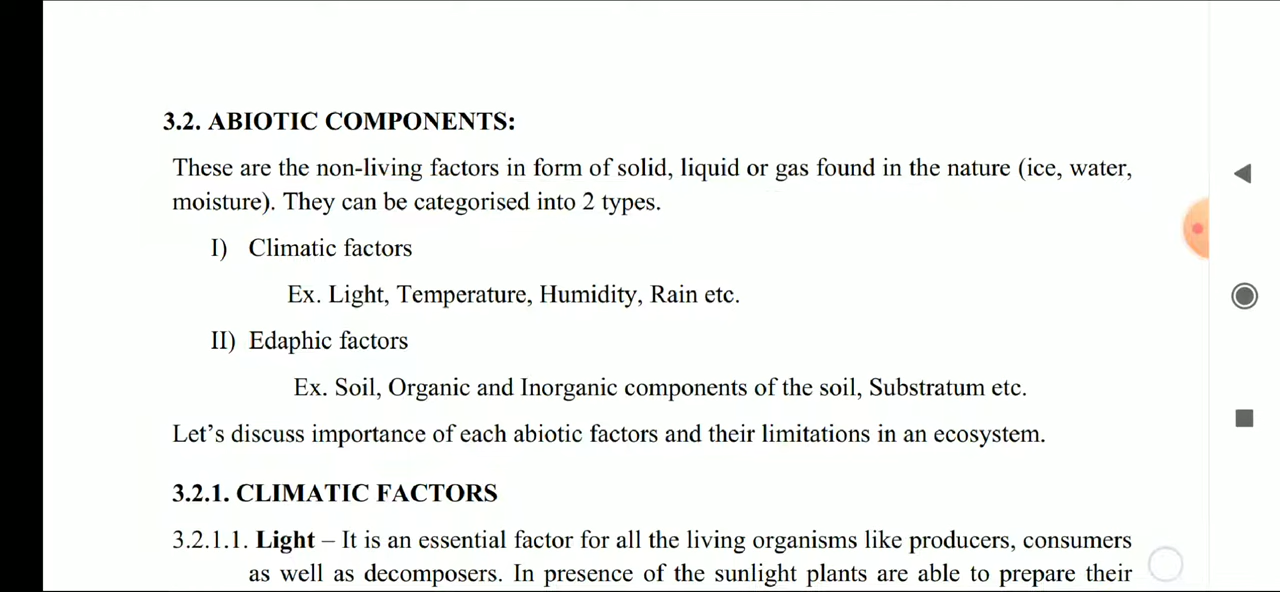 3.2. ABIOTIC COMPONENTS:
These are the non-living factors in form of solid, liquid or gas found in the nature (ice, water,
moisture). They can be categorised into 2 types.
I) Climatic factors
Ex. Light, Temperature, Humidity, Rain etc.
II) Edaphic factors
Ex. Soil, Organic and Inorganic components of the soil, Substratum etc.
Let’s discuss importance of each abiotic factors and their limitations in an ecosystem.
3.2.1. CLIMATIC FACTORS
3.2.1.1. Light – It is an essential factor for all the living organisms like producers, consumers
as well as decomposers. In presence of the sunlight plants are able to prepare their